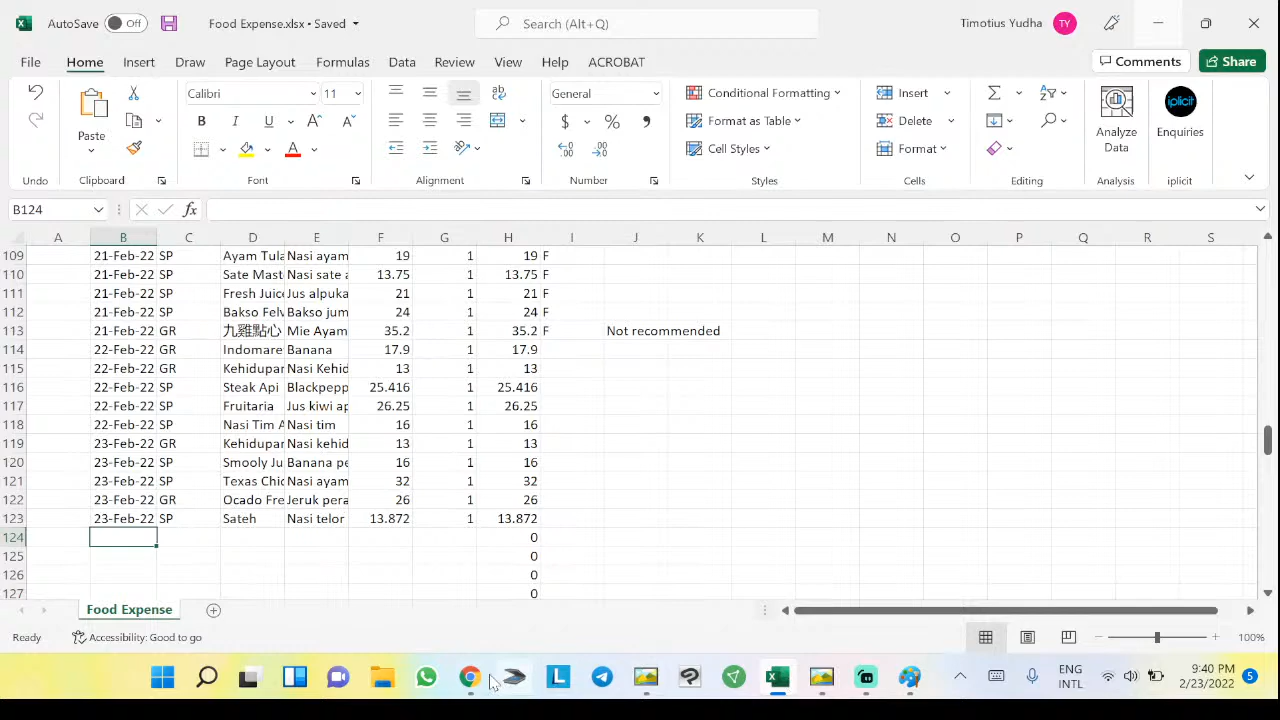 AutoSave Off Food Expense.xlsx • Saved Search (Alt+Q) Timotius Yudha TY
File Home Insert Draw Page Layout Formulas Data Review View Help ACROBAT Comments Share
Calibri 11 General Conditional Formatting Insert
Paste B I U A A $ % Format as Table Delete Analyze Data Enquiries
A Cell Styles Format
Undo Clipboard Font Alignment Number Styles Cells Editing Analysis iplicit
B124 fx
A B C D E F G H I J K L M N O P Q R S
109 21-Feb-22 SP Ayam Tula Nasi ayam 19 1 19 F
110 21-Feb-22 SP Sate Mast Nasi sate a 13.75 1 13.75 F
111 21-Feb-22 SP Fresh Juice Jus alpuka 21 1 21 F
112 21-Feb-22 SP Bakso Felv Bakso jum 24 1 24 F
113 21-Feb-22 GR 九雞點心 Mie Ayam 35.2 1 35.2 F Not recommended
114 22-Feb-22 GR Indomare Banana 17.9 1 17.9
115 22-Feb-22 GR Kehidupan Nasi Kehid 13 1 13
116 22-Feb-22 SP Steak Api Blackpepp 25.416 1 25.416
117 22-Feb-22 SP Fruitaria Jus kiwi ap 26.25 1 26.25
118 22-Feb-22 SP Nasi Tim A Nasi tim 16 1 16
119 23-Feb-22 GR Kehidupan Nasi kehid 13 1 13
120 23-Feb-22 SP Smooly Ju Banana pe 16 1 16
121 23-Feb-22 SP Texas Chic Nasi ayam 32 1 32
122 23-Feb-22 GR Ocado Fre Jeruk pera 26 1 26
123 23-Feb-22 SP Sateh Nasi telor 13.872 1 13.872
124 0
125 0
126 0
127 0
Food Expense
Ready Accessibility: Good to go 100%
ENG INTL 9:40 PM 2/23/2022 5